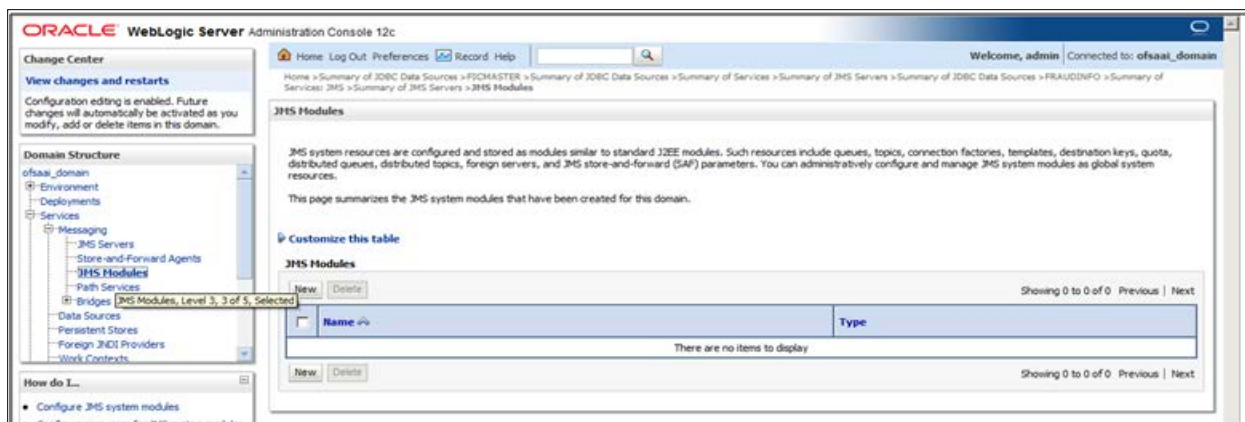 ORACLE WebLogic Server Administration Console 12c
Change Center
View changes and restarts
Configuration editing is enabled. Future
changes will automatically be activated as you
modify, add or delete items in this domain.
Domain Structure
ofsaai_domain
Environment
Deployments
Services
Messaging
JMS Servers
Store-and-Forward Agents
JMS Modules
Path Services
Bridges
JMS Modules, Level 3, 3 of 5, Selected
Data Sources
Persistent Stores
Foreign JNDI Providers
Work Contexts
How do I...
Configure JMS system modules
Home Log Out Preferences Record Help
Welcome, admin Connected to: ofsaai_domain
Home >Summary of JDBC Data Sources >FICMASTER >Summary of JDBC Data Sources >Summary of Services >Summary of JMS Servers >Summary of JDBC Data Sources >FRAUDINFO >Summary of
Services: JMS >Summary of JMS Servers >JMS Modules
JMS Modules
JMS system resources are configured and stored as modules similar to standard J2EE modules. Such resources include queues, topics, connection factories, templates, destination keys, quota,
distributed queues, distributed topics, foreign servers, and JMS store-and-forward (SAF) parameters. You can administratively configure and manage JMS system modules as global system
resources.
This page summarizes the JMS system modules that have been created for this domain.
Customize this table
JMS Modules
New Delete Showing 0 to 0 of 0 Previous | Next
Name Type
There are no items to display
New Delete Showing 0 to 0 of 0 Previous | Next